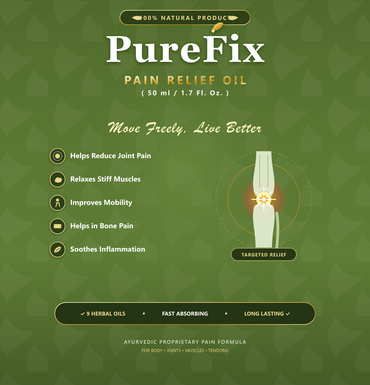 100% NATURAL PRODUC
PureFix
PAIN RELIEF OIL
( 50 ml / 1.7 Fl. Oz. )
Move Freely, Live Better
Helps Reduce Joint Pain
Relaxes Stiff Muscles
Improves Mobility
Helps in Bone Pain
Soothes Inflammation
TARGETED RELIEF
✓ 9 HERBAL OILS • FAST ABSORBING • LONG LASTING ✓
AYURVEDIC PROPRIETARY PAIN FORMULA
FOR BODY • JOINTS • MUSCLES • TENDONS